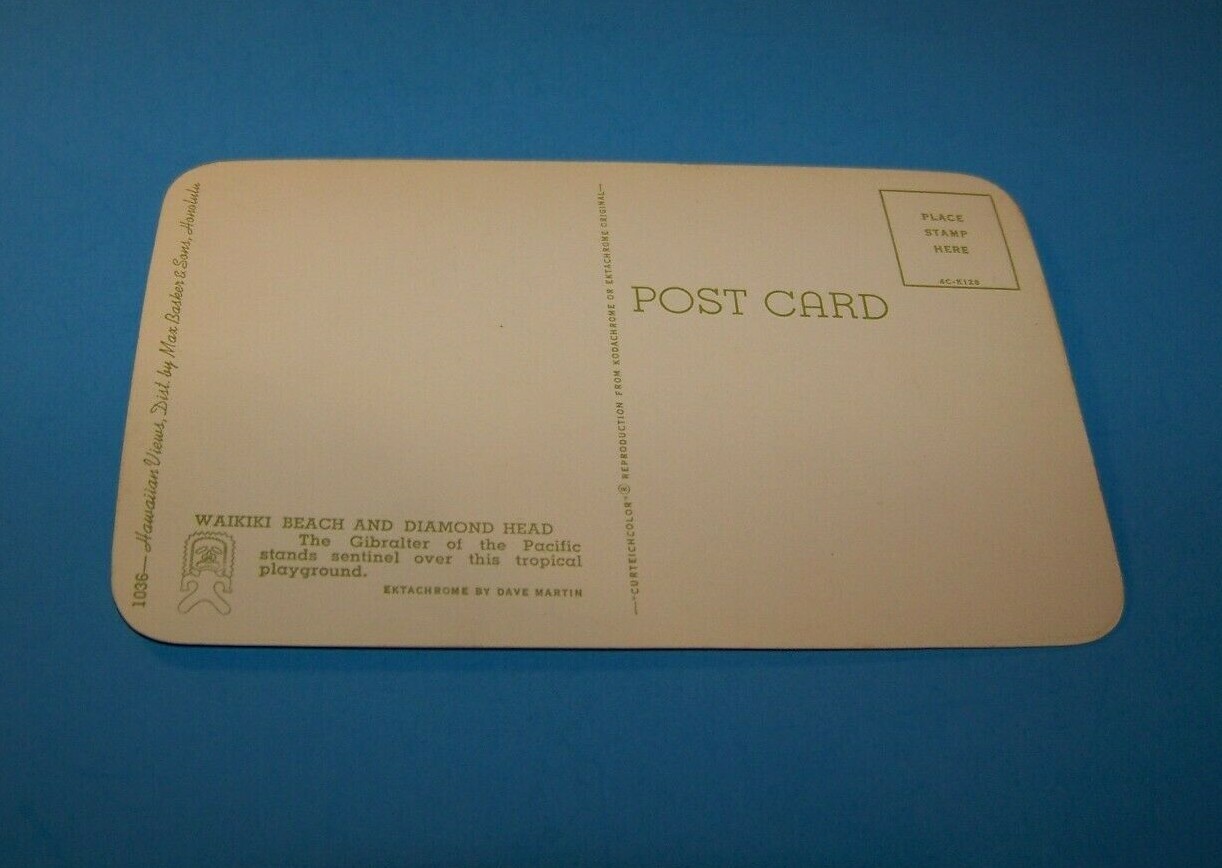 1036—Hawaiian Views, Dist. by Max Basker & Sons, Honolulu
WAIKIKI BEACH AND DIAMOND HEAD
The Gibralter of the Pacific
stands sentinel over this tropical
playground.
EKTACHROME BY DAVE MARTIN
—"CURTEICHCOLOR"® REPRODUCTION FROM KODACHROME OR EKTACHROME ORIGINAL—
POST CARD
PLACE
STAMP
HERE
4C-K129